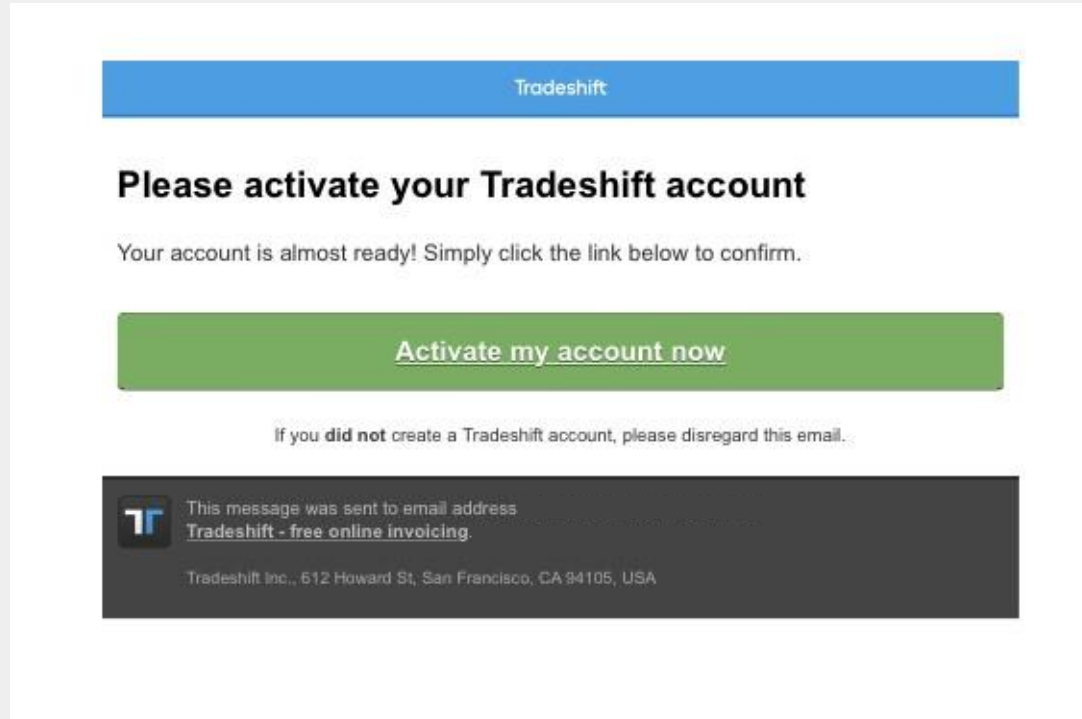 Tradeshift
Please activate your Tradeshift account
Your account is almost ready! Simply click the link below to confirm.
Activate my account now
If you did not create a Tradeshift account, please disregard this email.
This message was sent to email address
Tradeshift - free online invoicing.
Tradeshift Inc., 612 Howard St, San Francisco, CA 94105, USA